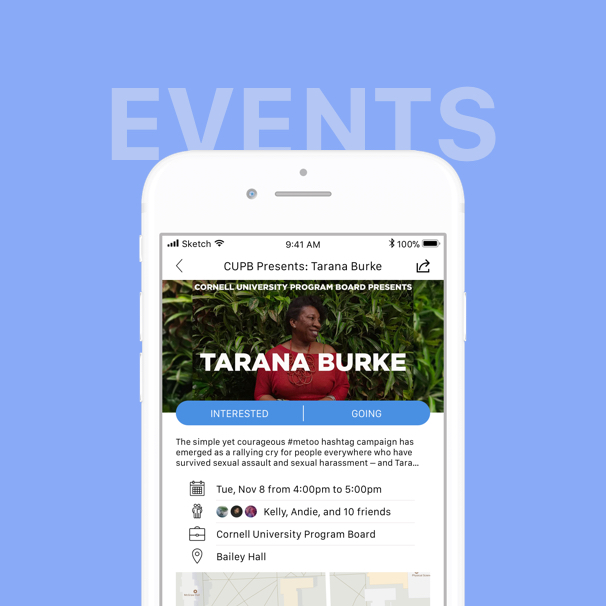 EVENTS
Sketch
9:41 AM
100%
CUPB Presents: Tarana Burke
CORNELL UNIVERSITY PROGRAM BOARD PRESENTS
TARANA BURKE
INTERESTED
GOING
The simple yet courageous #metoo hashtag campaign has
emerged as a rallying cry for people everywhere who have
survived sexual assault and sexual harassment – and Tara...
Tue, Nov 8 from 4:00pm to 5:00pm
Kelly, Andie, and 10 friends
Cornell University Program Board
Bailey Hall